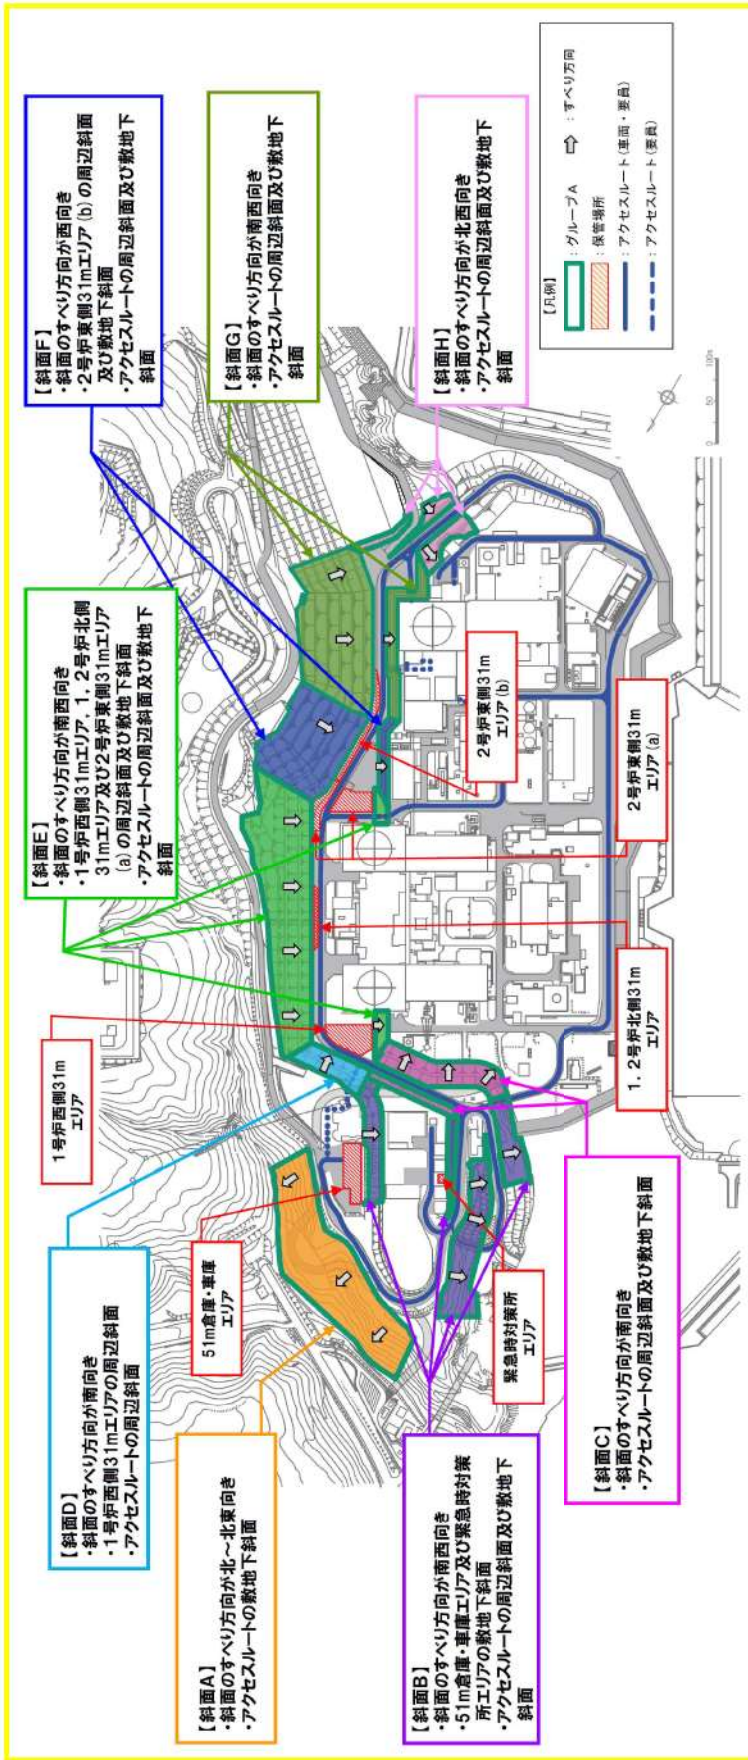 【斜面D】
・斜面のすべり方向が南向き
・1号炉西側31mエリアの周辺斜面
・アクセスルートの周辺斜面
1号炉西側31m
エリア
【斜面E】
・斜面のすべり方向が南西向き
・1号炉西側31mエリア，1，2号炉北側
31mエリア及び2号炉東側31mエリア
(a)の周辺斜面及び敷地下斜面
・アクセスルートの周辺斜面及び敷地下
斜面
【斜面F】
・斜面のすべり方向が西向き
・2号炉東側31mエリア(b)の周辺斜面
及び敷地下斜面
・アクセスルートの周辺斜面及び敷地下
斜面
【斜面A】
・斜面のすべり方向が北～北東向き
・アクセスルートの敷地下斜面
51m倉庫・車庫
エリア
【斜面G】
・斜面のすべり方向が南西向き
・アクセスルートの周辺斜面及び敷地下
斜面
【斜面B】
・斜面のすべり方向が南西向き
・51m倉庫・車庫エリア及び緊急時対策
所エリアの敷地下斜面
・アクセスルートの周辺斜面及び敷地下
斜面
緊急時対策所
エリア
2号炉東側31m
エリア(b)
【斜面H】
・斜面のすべり方向が北西向き
・アクセスルートの周辺斜面及び敷地下
斜面
【斜面C】
・斜面のすべり方向が南向き
・アクセスルートの周辺斜面及び敷地下斜面
1，2号炉北側31m
エリア
2号炉東側31m
エリア(a)
【凡例】
：グループA
：すべり方向
：保管場所
：アクセスルート(車両・要員)
：アクセスルート(要員)
0 50 100m